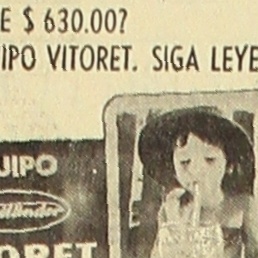 E $ 630.00?
IPO VITORET. SIGA LEYE
UIPO
ORET